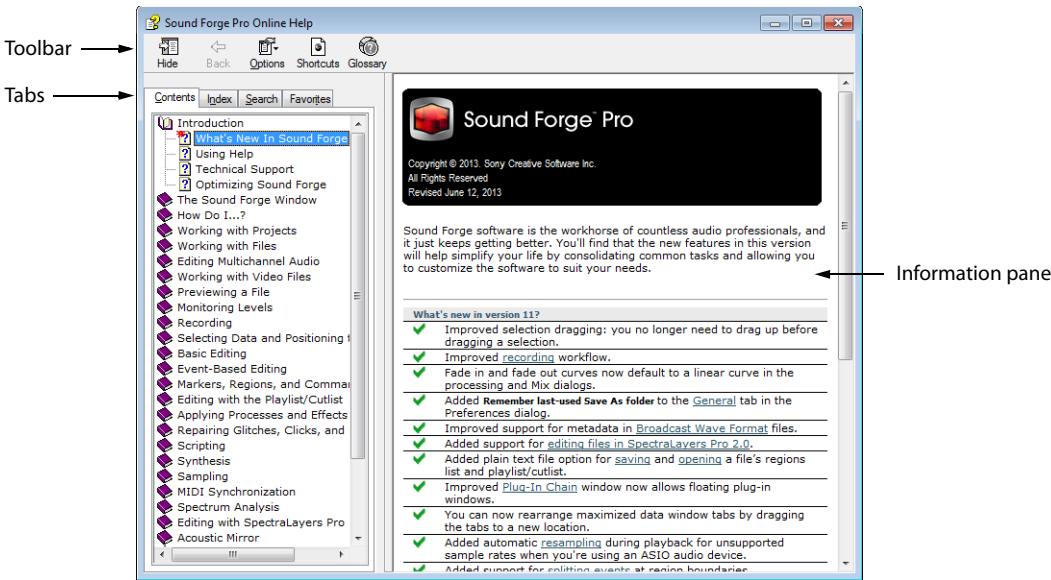 Sound Forge Pro Online Help
Toolbar
Hide
Back
Options
Shortcuts
Glossary
Tabs
Contents
Index
Search
Favorites
Introduction
What's New In Sound Forge
Using Help
Technical Support
Optimizing Sound Forge
The Sound Forge Window
How Do I...?
Working with Projects
Working with Files
Editing Multichannel Audio
Working with Video Files
Previewing a File
Monitoring Levels
Recording
Selecting Data and Positioning t
Basic Editing
Event-Based Editing
Markers, Regions, and Commar
Editing with the Playlist/Cutlist
Applying Processes and Effects
Repairing Glitches, Clicks, and
Scripting
Synthesis
Sampling
MIDI Synchronization
Spectrum Analysis
Editing with SpectraLayers Pro
Acoustic Mirror
Sound Forge™ Pro
Copyright © 2013. Sony Creative Software Inc.
All Rights Reserved
Revised June 12, 2013
Sound Forge software is the workhorse of countless audio professionals, and
it just keeps getting better. You'll find that the new features in this version
will help simplify your life by consolidating common tasks and allowing you
to customize the software to suit your needs.
Information pane
What's new in version 11?
Improved selection dragging: you no longer need to drag up before
dragging a selection.
Improved recording workflow.
Fade in and fade out curves now default to a linear curve in the
processing and Mix dialogs.
Added Remember last-used Save As folder to the General tab in the
Preferences dialog.
Improved support for metadata in Broadcast Wave Format files.
Added support for editing files in SpectraLayers Pro 2.0.
Added plain text file option for saving and opening a file's regions
list and playlist/cutlist.
Improved Plug-In Chain window now allows floating plug-in
windows.
You can now rearrange maximized data window tabs by dragging
the tabs to a new location.
Added automatic resampling during playback for unsupported
sample rates when you're using an ASIO audio device.
Added support for splitting events at region boundaries.